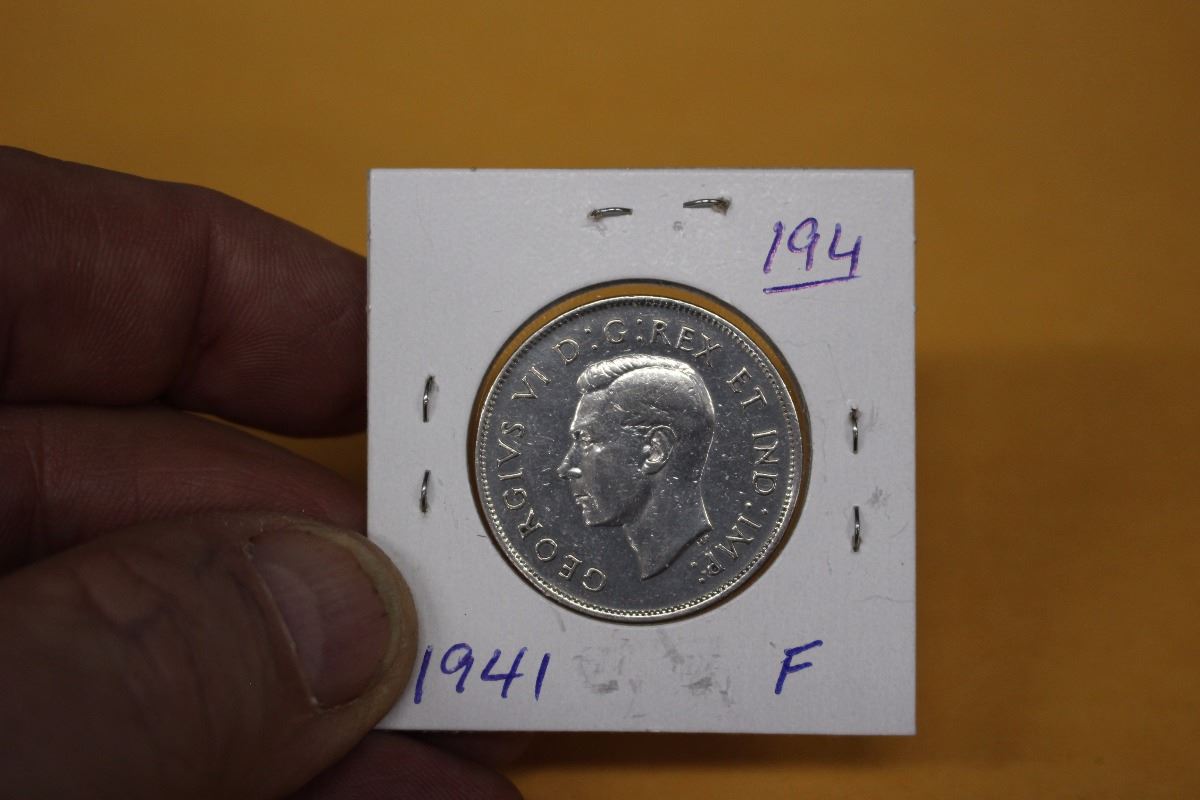 194
GEORGIVS VI D:G:REX ET IND:IMP:
1941 F